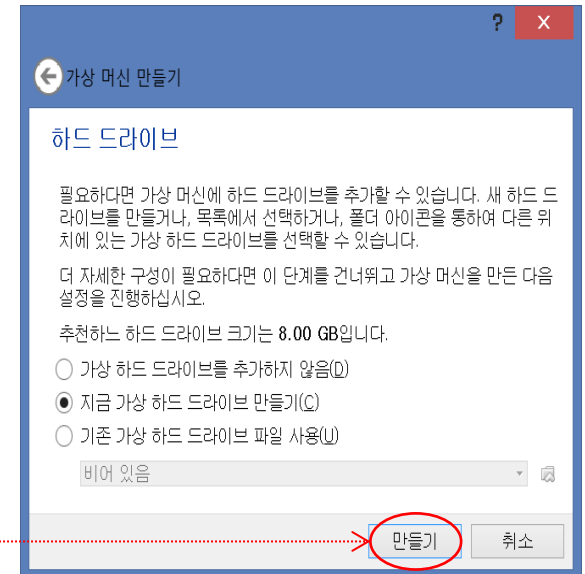 ? X
가상 머신 만들기
하드 드라이브
필요하다면 가상 머신에 하드 드라이브를 추가할 수 있습니다. 새 하드 드
라이브를 만들거나, 목록에서 선택하거나, 폴더 아이콘을 통하여 다른 위
치에 있는 가상 하드 드라이브를 선택할 수 있습니다.
더 자세한 구성이 필요하다면 이 단계를 건너뛰고 가상 머신을 만든 다음
설정을 진행하십시오.
추천하느 하드 드라이브 크기는 8.00 GB입니다.
가상 하드 드라이브를 추가하지 않음(D)
지금 가상 하드 드라이브 만들기(C)
기존 가상 하드 드라이브 파일 사용(U)
비어 있음
만들기 취소